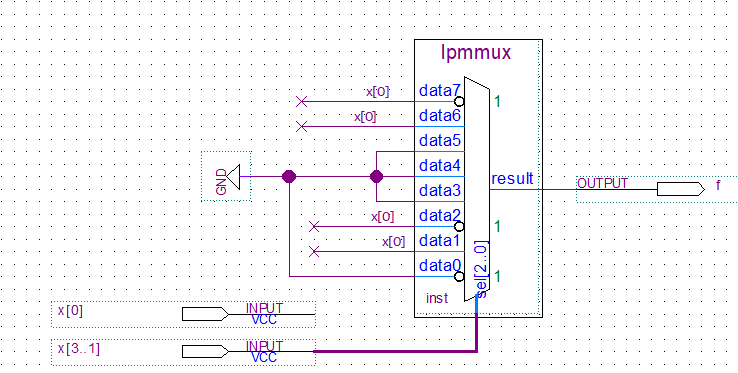 lpmmux
x[0] data7 1
x[0] data6
data5
GND data4
result OUTPUT f
data3
x[0] data2 1
x[0] data1
data0 1
sel[2..0]
inst
x[0] INPUT
VCC
x[3..1] INPUT
VCC